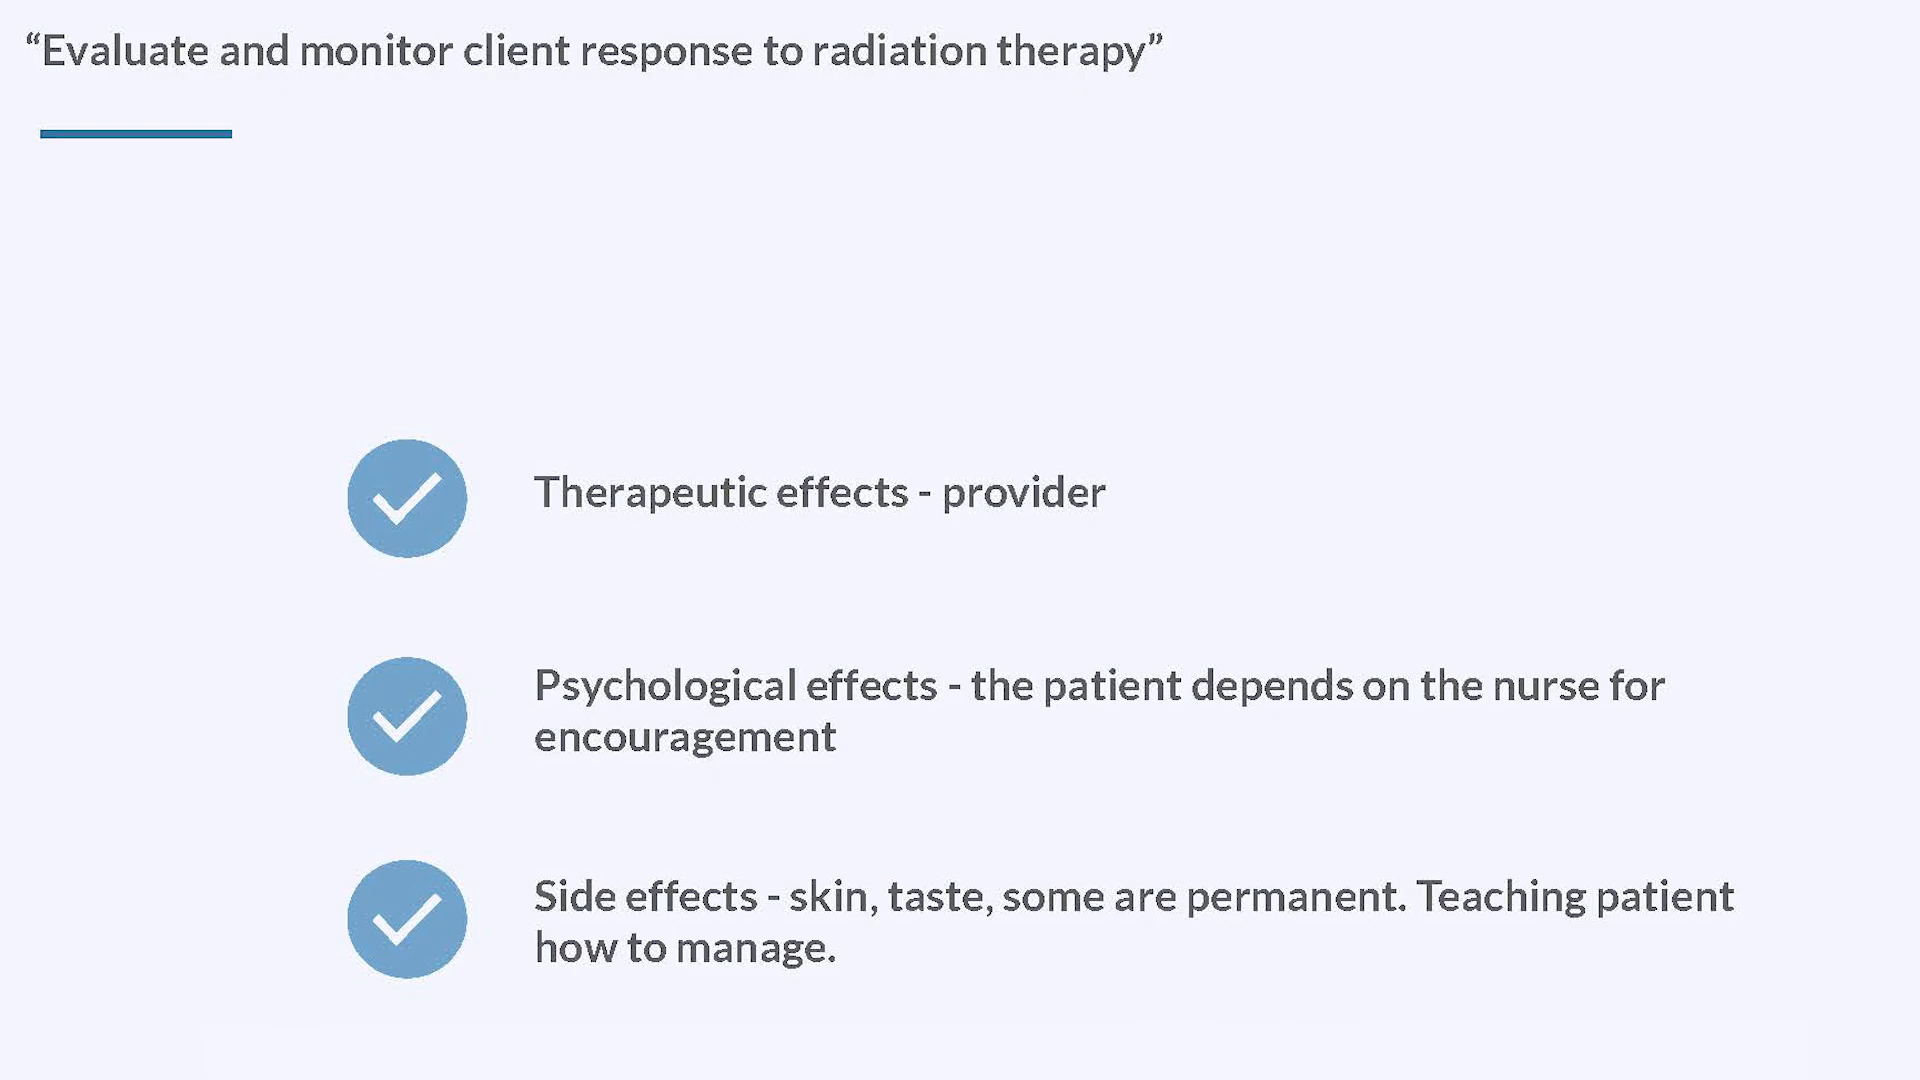 “Evaluate and monitor client response to radiation therapy”
Therapeutic effects - provider
Psychological effects - the patient depends on the nurse for
encouragement
Side effects - skin, taste, some are permanent. Teaching patient
how to manage.